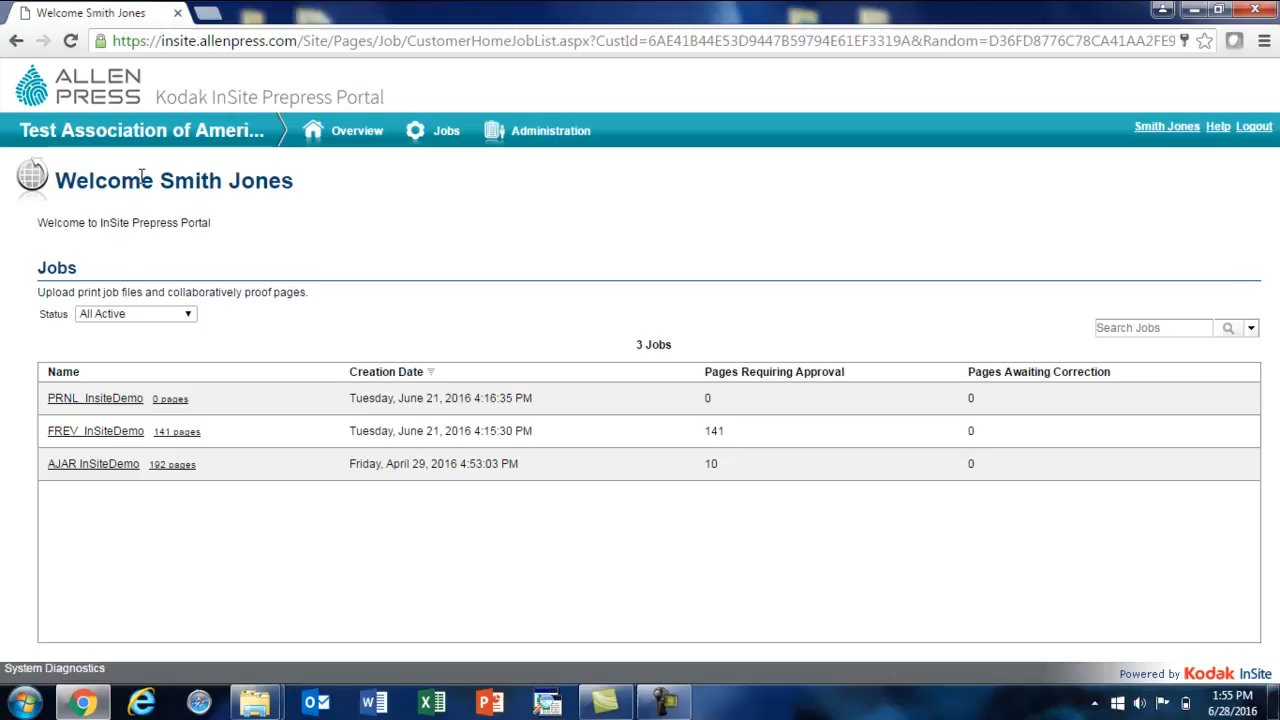 Welcome Smith Jones
https://insite.allenpress.com/Site/Pages/Job/CustomerHomeJobList.aspx?CustId=6AE41B44E53D9447B59794E61EF3319A&Random=D36FD8776C78CA41AA2FE9
ALLEN PRESS Kodak InSite Prepress Portal
Test Association of Ameri... Overview Jobs Administration Smith Jones Help Logout
Welcome Smith Jones
Welcome to InSite Prepress Portal
Jobs
Upload print job files and collaboratively proof pages.
Status All Active
Search Jobs
3 Jobs
Name Creation Date Pages Requiring Approval Pages Awaiting Correction
PRNL_InsiteDemo 0 pages Tuesday, June 21, 2016 4:16:35 PM 0 0
FREV_InSiteDemo 141 pages Tuesday, June 21, 2016 4:15:30 PM 141 0
AJAR InSiteDemo 192 pages Friday, April 29, 2016 4:53:03 PM 10 0
System Diagnostics
Powered by Kodak InSite
1:55 PM
6/28/2016